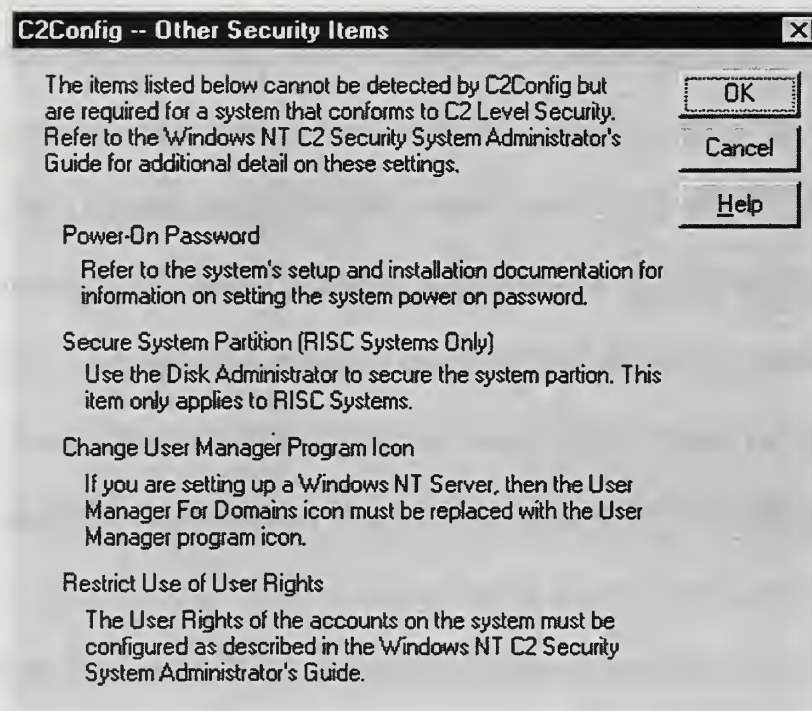 C2Config -- Other Security Items
The items listed below cannot be detected by C2Config but
are required for a system that conforms to C2 Level Security.
Refer to the Windows NT C2 Security System Administrator's
Guide for additional detail on these settings.
OK
Cancel
Help
Power-On Password
Refer to the system's setup and installation documentation for
information on setting the system power on password.
Secure System Partition (RISC Systems Only)
Use the Disk Administrator to secure the system partion. This
item only applies to RISC Systems.
Change User Manager Program Icon
If you are setting up a Windows NT Server, then the User
Manager For Domains icon must be replaced with the User
Manager program icon.
Restrict Use of User Rights
The User Rights of the accounts on the system must be
configured as described in the Windows NT C2 Security
System Administrator's Guide.